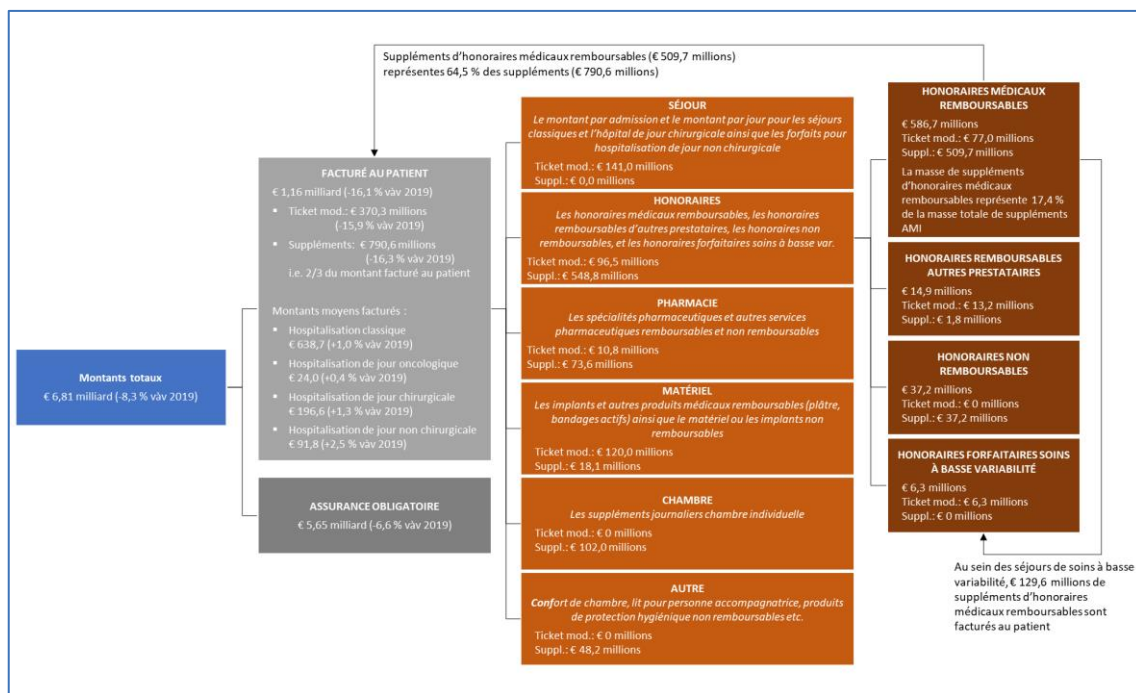 Suppléments d'honoraires médicaux remboursables (€ 509,7 millions)
représentes 64,5 % des suppléments (€ 790,6 millions)
Montants totaux
€ 6,81 milliard (-8,3 % vàv 2019)
FACTURÉ AU PATIENT
€ 1,16 milliard (-16,1 % vàv 2019)
▪ Ticket mod.: € 370,3 millions
(-15,9 % vàv 2019)
▪ Suppléments: € 790,6 millions
(-16,3 % vàv 2019)
i.e. 2/3 du montant facturé au patient
Montants moyens facturés :
▪ Hospitalisation classique
€ 638,7 (+1,0 % vàv 2019)
▪ Hospitalisation de jour oncologique
€ 24,0 (+0,4 % vàv 2019)
▪ Hospitalisation de jour chirurgicale
€ 196,6 (+1,3 % vàv 2019)
▪ Hospitalisation de jour non chirurgicale
€ 91,8 (+2,5 % vàv 2019)
ASSURANCE OBLIGATOIRE
€ 5,65 milliard (-6,6 % vàv 2019)
SÉJOUR
Le montant par admission et le montant par jour pour les séjours
classiques et l'hôpital de jour chirurgicale ainsi que les forfaits pour
hospitalisation de jour non chirurgicale
Ticket mod.: € 141,0 millions
Suppl.: € 0,0 millions
HONORAIRES
Les honoraires médicaux remboursables, les honoraires
remboursables d'autres prestataires, les honoraires non
remboursables, et les honoraires forfaitaires soins à basse var.
Ticket mod.: € 96,5 millions
Suppl.: € 548,8 millions
PHARMACIE
Les spécialités pharmaceutiques et autres services
pharmaceutiques remboursables et non remboursables
Ticket mod.: € 10,8 millions
Suppl.: € 73,6 millions
MATÉRIEL
Les implants et autres produits médicaux remboursables (plâtre,
bandages actifs) ainsi que le matériel ou les implants non
remboursables
Ticket mod.: € 120,0 millions
Suppl.: € 18,1 millions
CHAMBRE
Les suppléments journaliers chambre individuelle
Ticket mod.: € 0 millions
Suppl.: € 102,0 millions
AUTRE
Confort de chambre, lit pour personne accompagnatrice, produits
de protection hygiénique non remboursables etc.
Ticket mod.: € 0 millions
Suppl.: € 48,2 millions
HONORAIRES MÉDICAUX
REMBOURSABLES
€ 586,7 millions
Ticket mod.: € 77,0 millions
Suppl.: € 509,7 millions
La masse de suppléments
d'honoraires médicaux
remboursables représente 17,4 %
de la masse totale de suppléments
AMI
HONORAIRES REMBOURSABLES
AUTRES PRESTATAIRES
€ 14,9 millions
Ticket mod.: € 13,2 millions
Suppl.: € 1,8 millions
HONORAIRES NON
REMBOURSABLES
€ 37,2 millions
Ticket mod.: € 0 millions
Suppl.: € 37,2 millions
HONORAIRES FORFAITAIRES SOINS
À BASSE VARIABILITÉ
€ 6,3 millions
Ticket mod.: € 6,3 millions
Suppl.: € 0 millions
Au sein des séjours de soins à basse
variabilité, € 129,6 millions de
suppléments d'honoraires
médicaux remboursables sont
facturés au patient